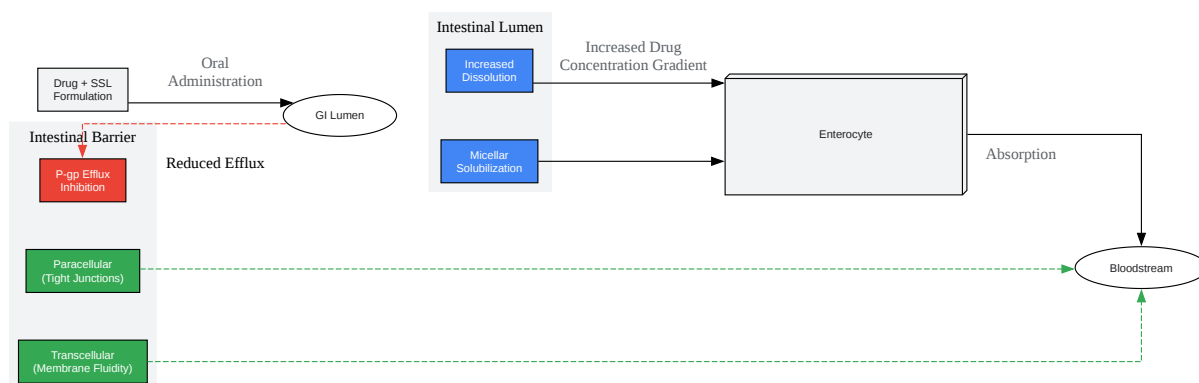 Drug + SSL
Formulation
Oral
Administration
GI Lumen
Intestinal Barrier
P-gp Efflux
Inhibition
Reduced Efflux
Paracellular
(Tight Junctions)
Transcellular
(Membrane Fluidity)
Intestinal Lumen
Increased
Dissolution
Increased Drug
Concentration Gradient
Micellar
Solubilization
Enterocyte
Absorption
Bloodstream